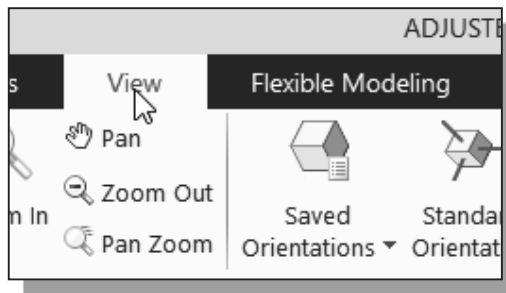 ADJUSTE
s View Flexible Modeling
Pan
Zoom Out
m In
Pan Zoom
Saved
Orientations
Standar
Orientat